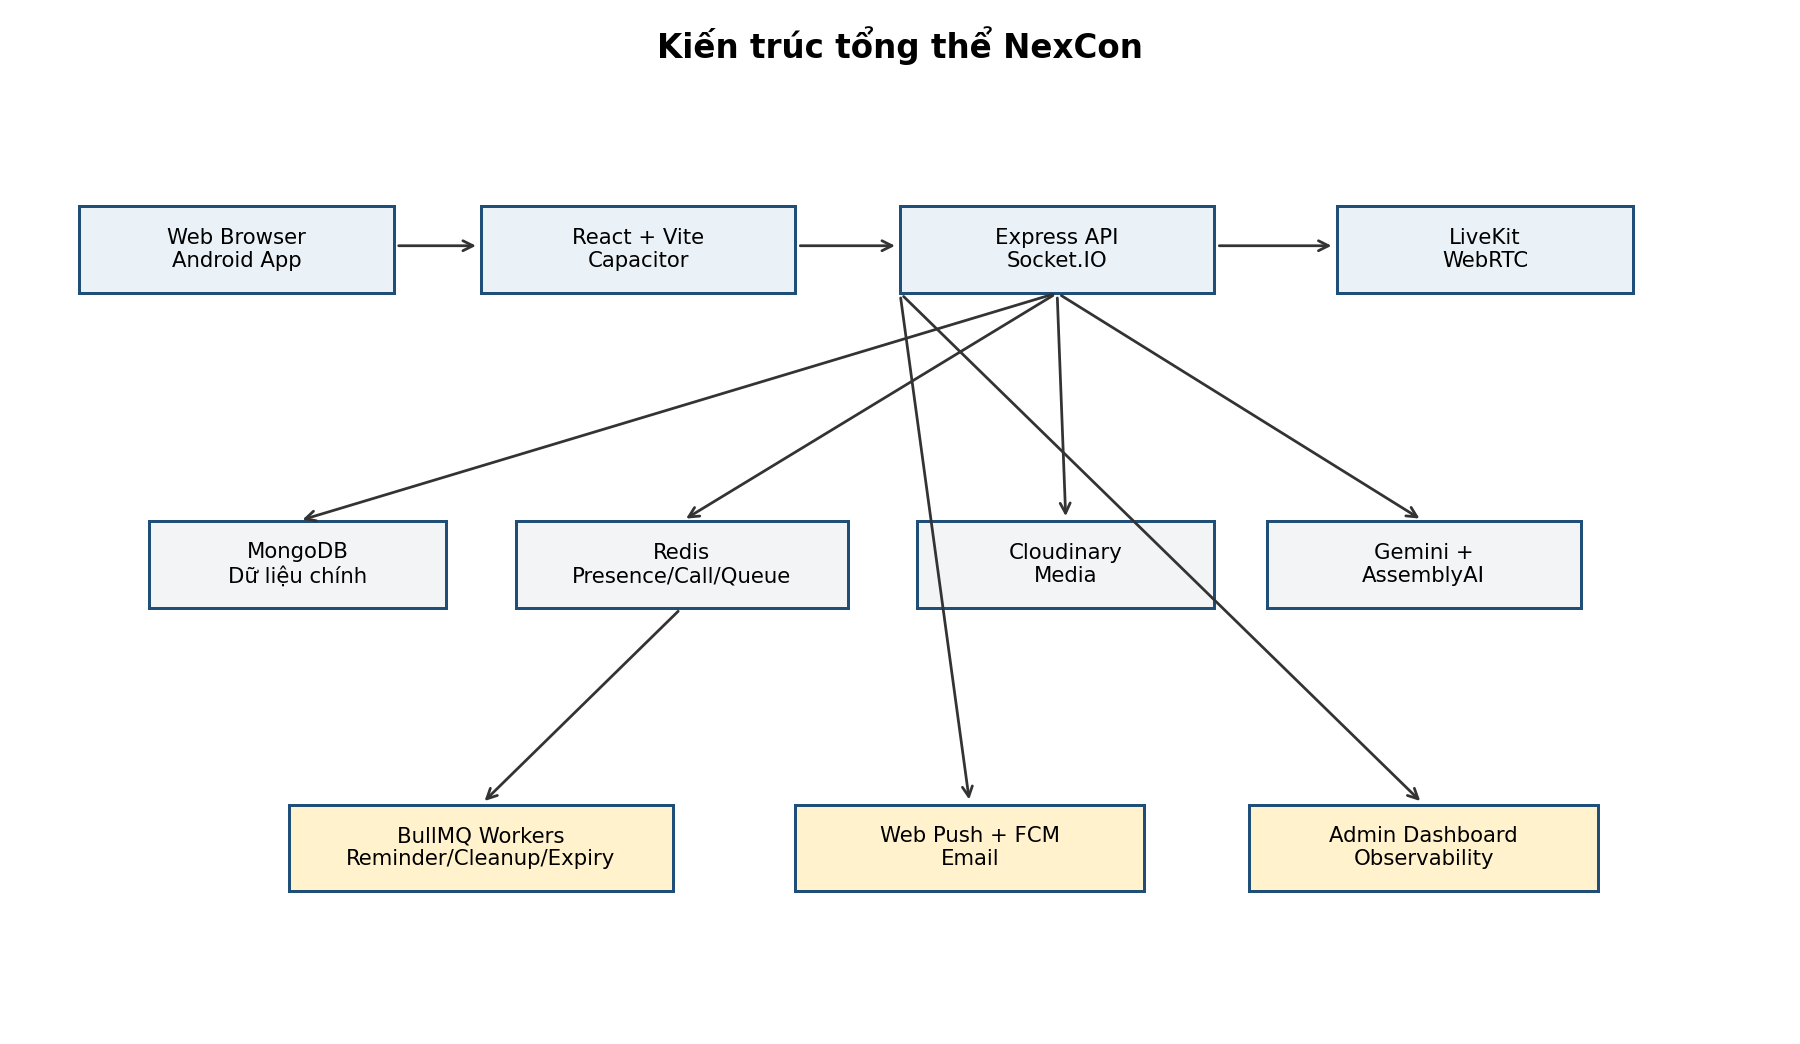 Kiến trúc tổng thể NexCon
Web Browser
Android App
React + Vite
Capacitor
Express API
Socket.IO
LiveKit
WebRTC
MongoDB
Dữ liệu chính
Redis
Presence/Call/Queue
Cloudinary
Media
Gemini +
AssemblyAI
BullMQ Workers
Reminder/Cleanup/Expiry
Web Push + FCM
Email
Admin Dashboard
Observability